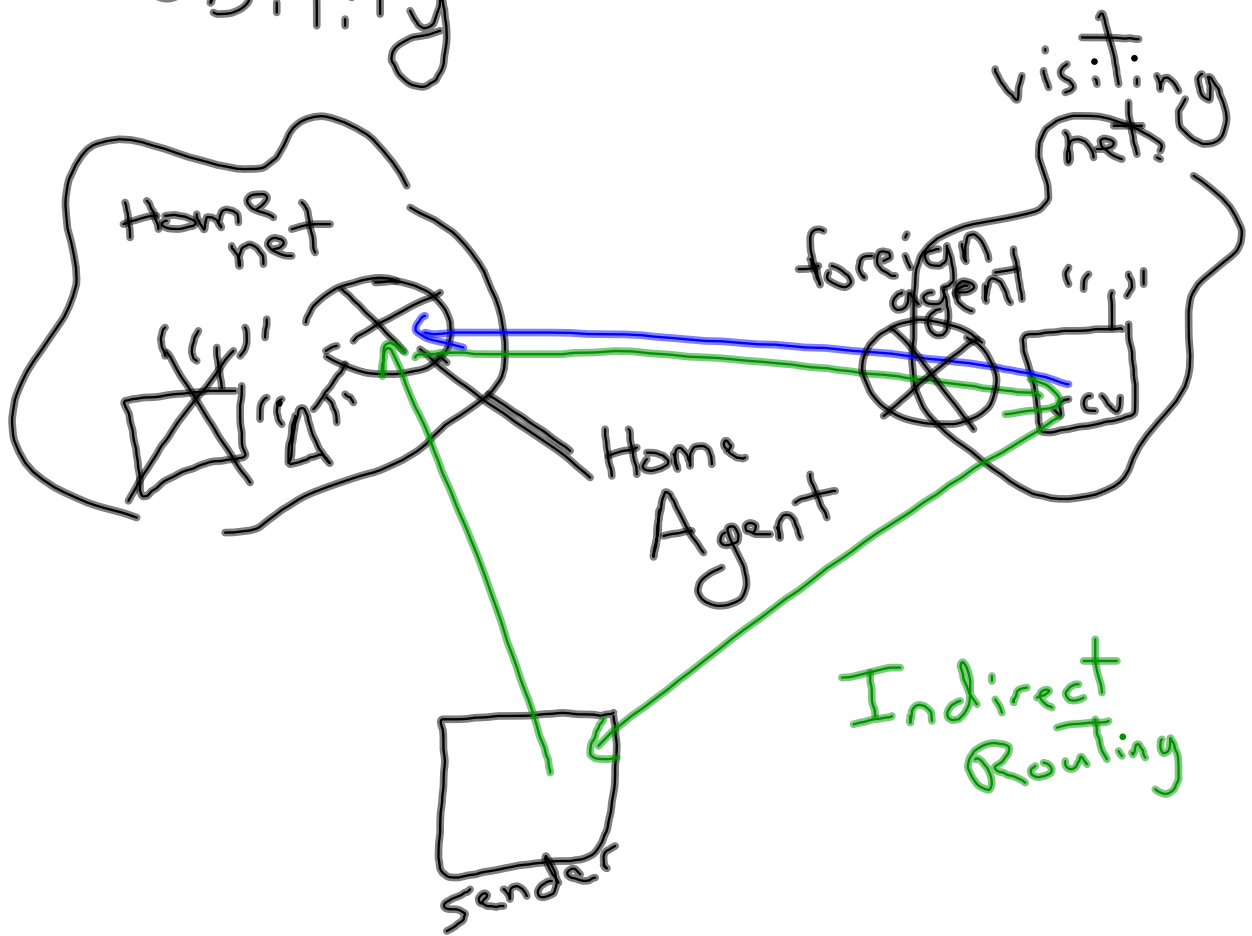 visiting
net.
Home
net
foreign
agent
rcv
Home
Agent
Indirect
Routing
sender